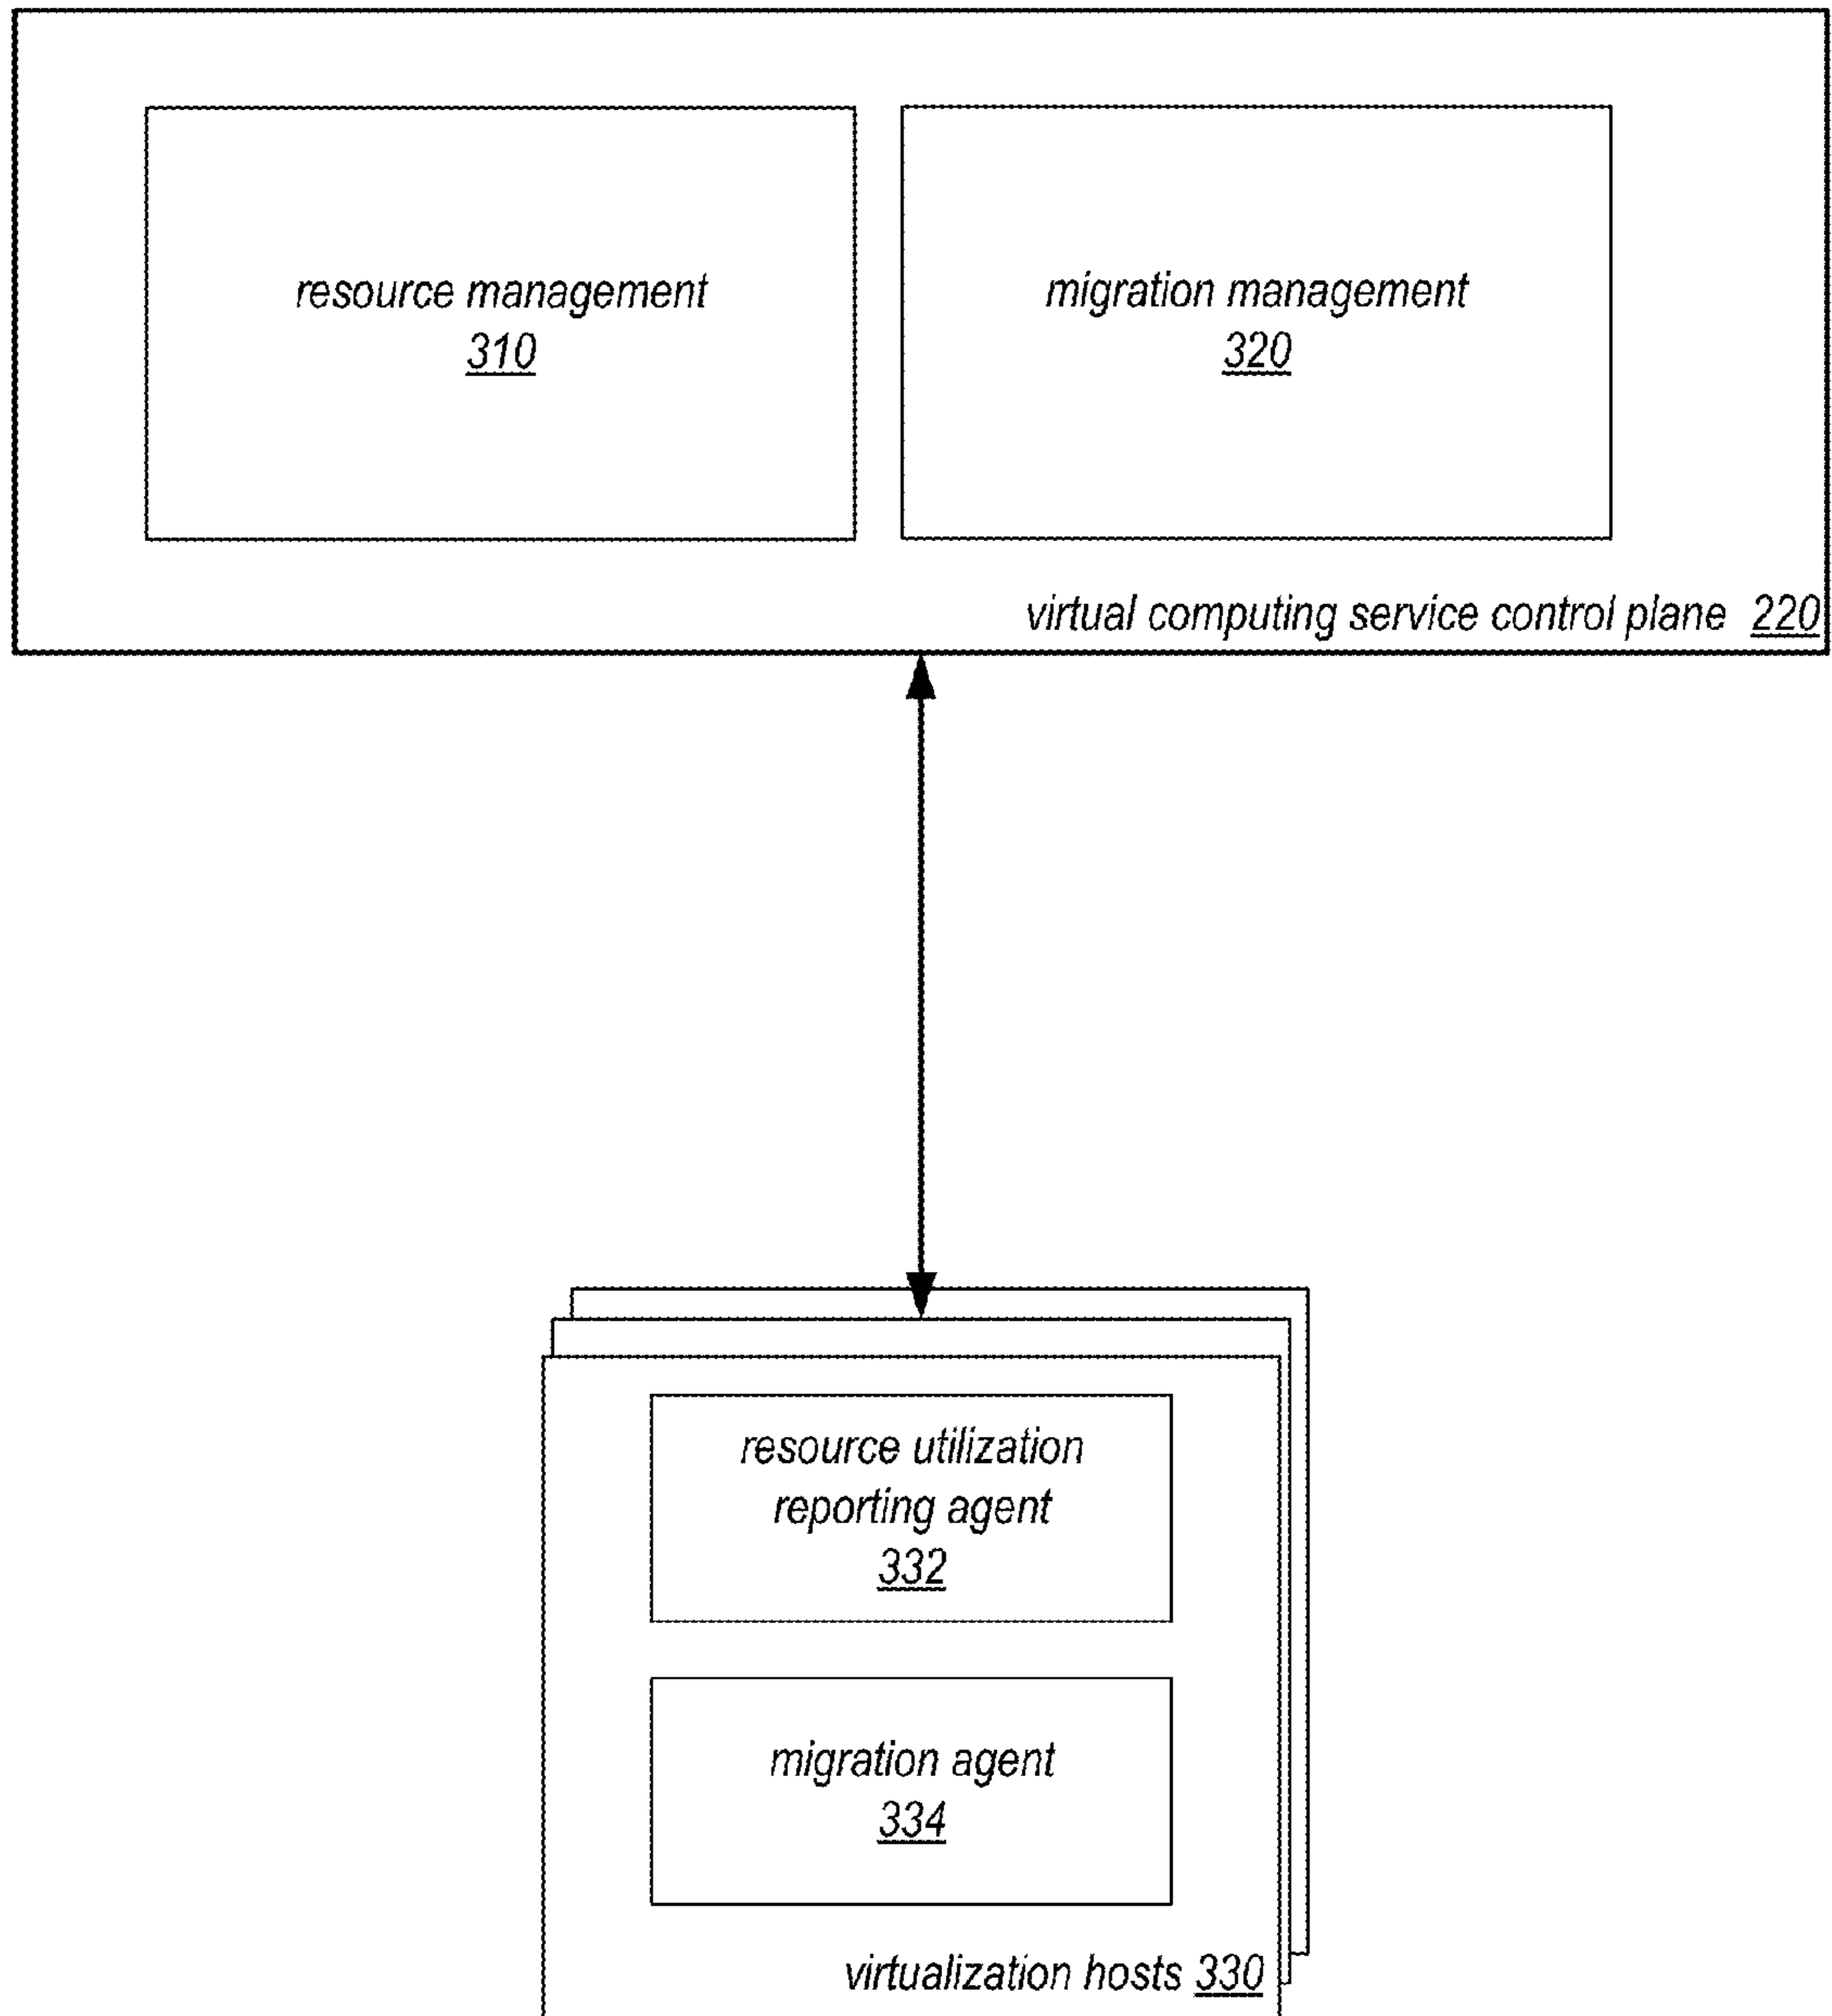 resource management
310
migration management
320
virtual computing service control plane 220
resource utilization
reporting agent
332
migration agent
334
virtualization hosts 330